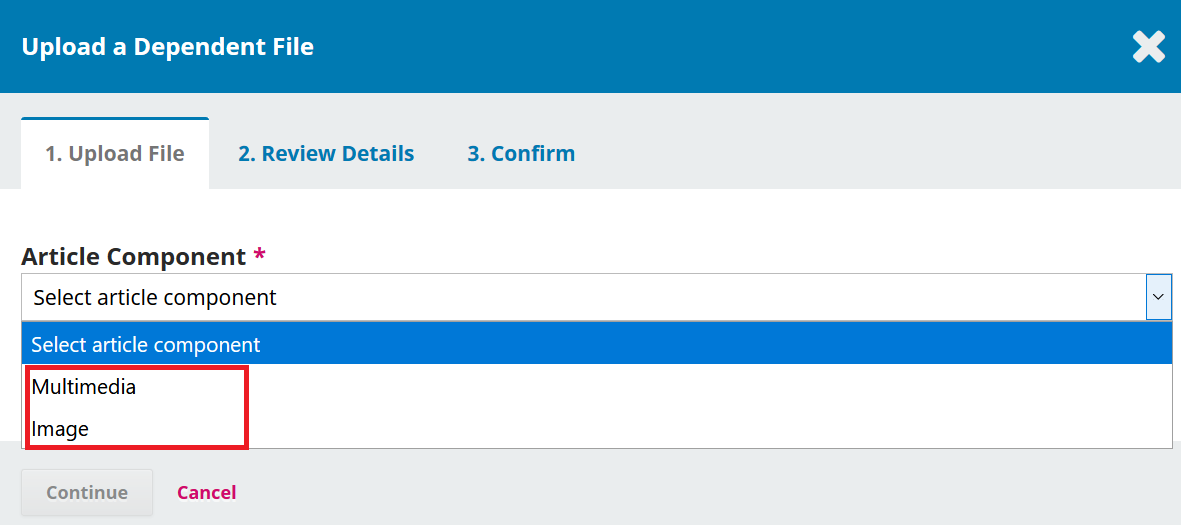 Upload a Dependent File
1. Upload File 2. Review Details 3. Confirm
Article Component *
Select article component
Select article component
Multimedia
Image
Continue Cancel